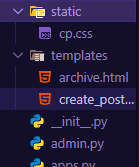 static
cp.css
templates
archive.html
create_post...
__init__.py
admin.py
apps.py